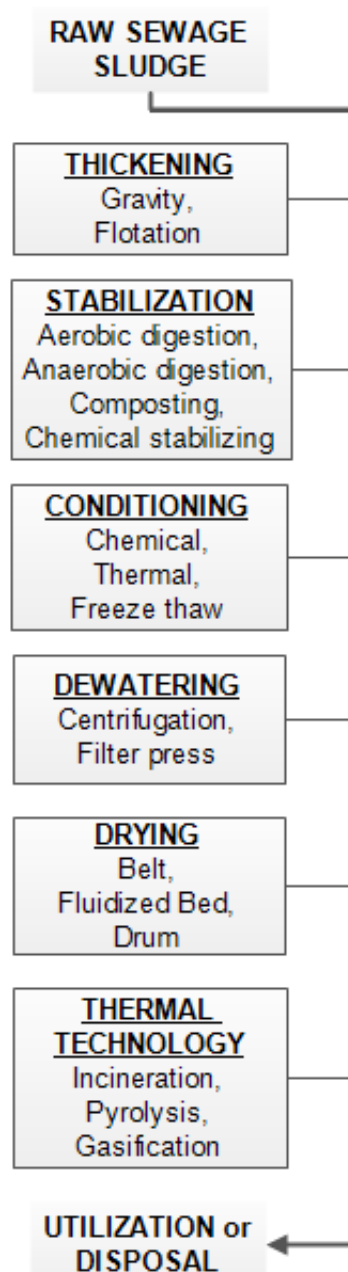 RAW SEWAGE
SLUDGE
THICKENING
Gravity,
Flotation
STABILIZATION
Aerobic digestion,
Anaerobic digestion,
Composting,
Chemical stabilizing
CONDITIONING
Chemical,
Thermal,
Freeze thaw
DEWATERING
Centrifugation,
Filter press
DRYING
Belt,
Fluidized Bed,
Drum
THERMAL
TECHNOLOGY
Incineration,
Pyrolysis,
Gasification
UTILIZATION or
DISPOSAL